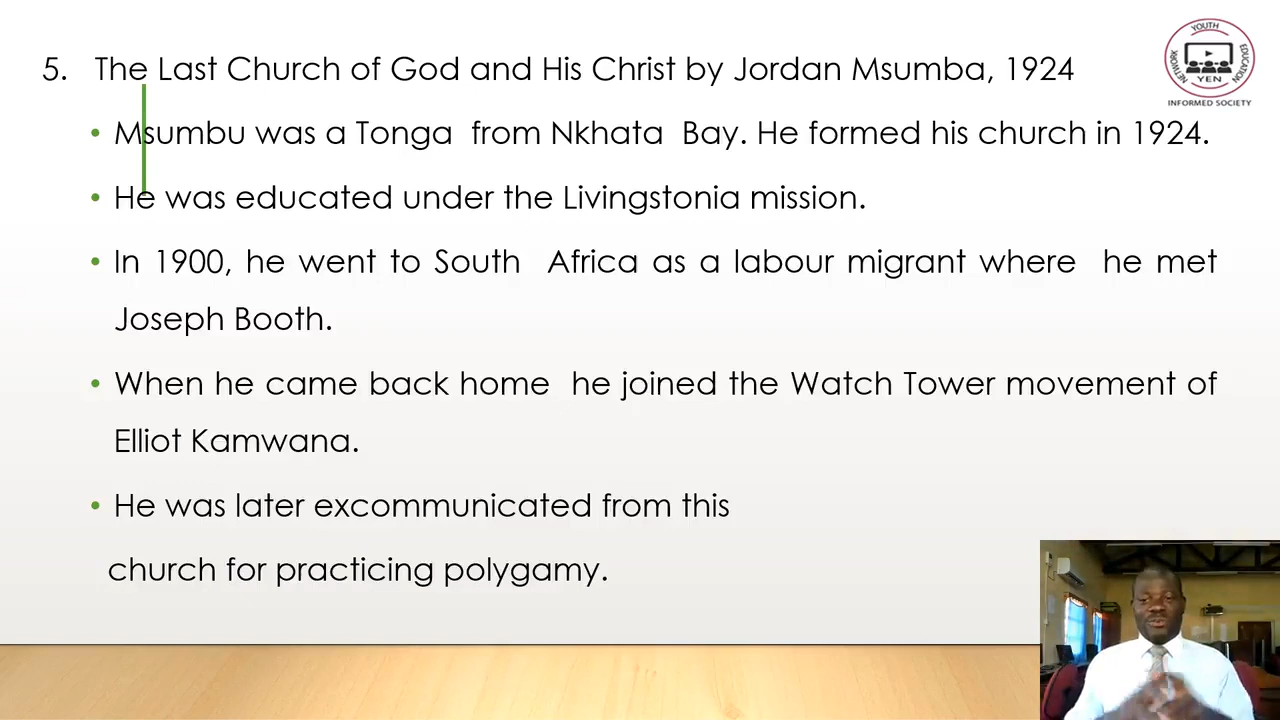 5. The Last Church of God and His Christ by Jordan Msumba, 1924
• Msumbu was a Tonga from Nkhata Bay. He formed his church in 1924.
• He was educated under the Livingstonia mission.
• In 1900, he went to South Africa as a labour migrant where he met
Joseph Booth.
• When he came back home he joined the Watch Tower movement of
Elliot Kamwana.
• He was later excommunicated from this
church for practicing polygamy.
YOUTH
EDUCATION
NETWORK
YEN
INFORMED SOCIETY